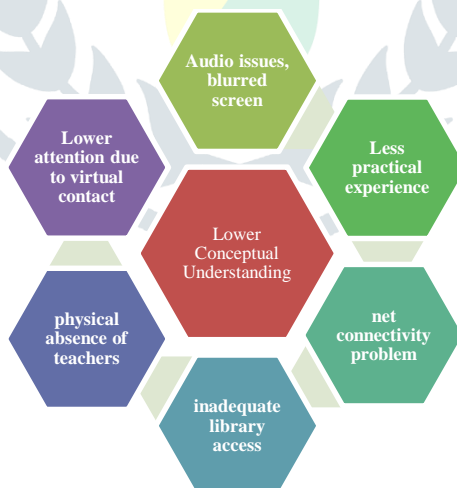 Audio issues,
blurred
screen
Lower
attention due
to virtual
contact
Less
practical
experience
Lower
Conceptual
Understanding
physical
absence of
teachers
net
connectivity
problem
inadequate
library
access